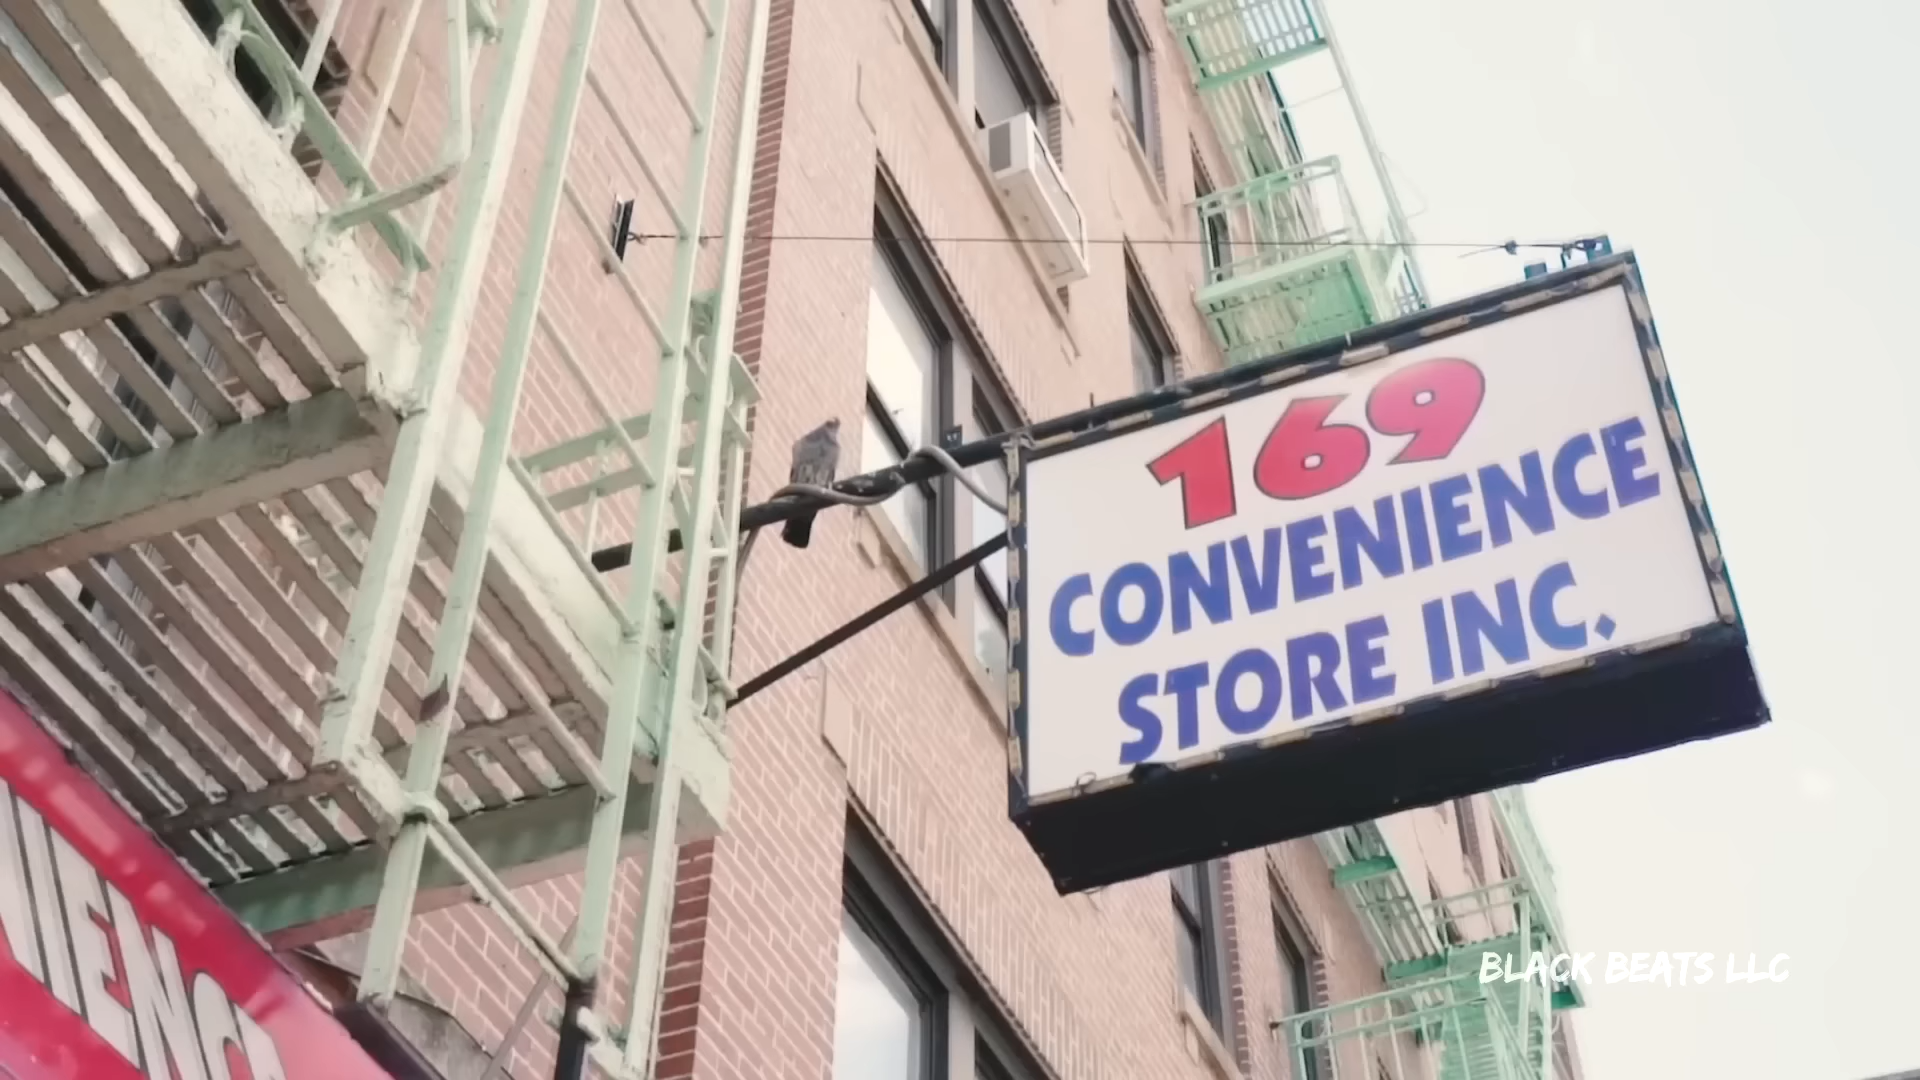 169
CONVENIENCE
STORE INC.
BLACK BEATS LLC